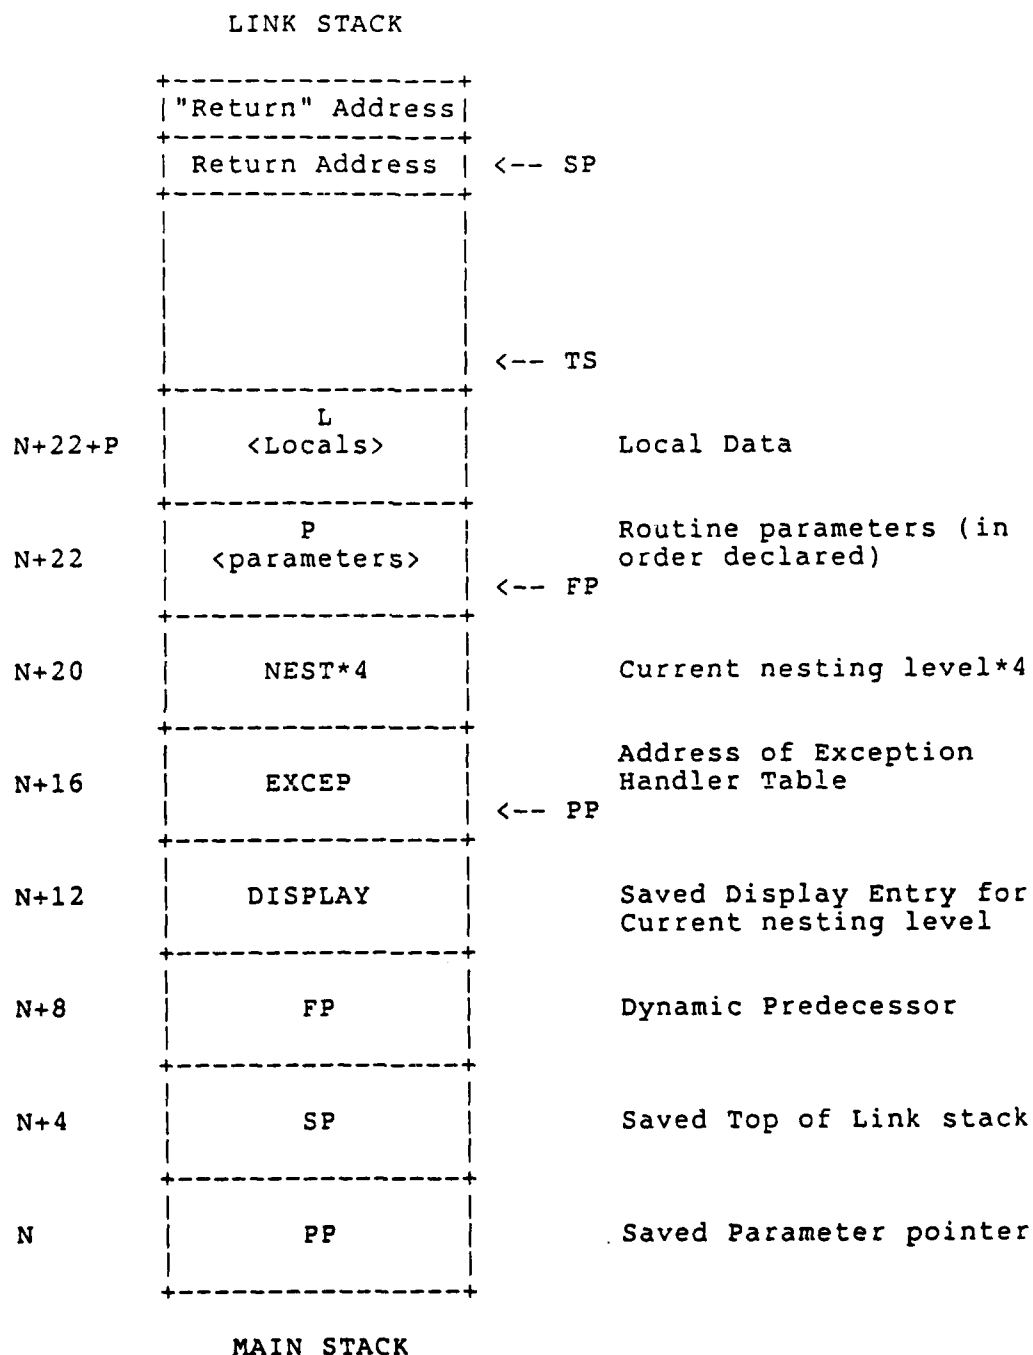 LINK STACK
"Return" Address
Return Address <-- SP
<-- TS
L
N+22+P <Locals> Local Data
P Routine parameters (in
N+22 <parameters> order declared)
<-- FP
N+20 NEST*4 Current nesting level*4
Address of Exception
N+16 EXCEP Handler Table
<-- PP
N+12 DISPLAY Saved Display Entry for
Current nesting level
N+8 FP Dynamic Predecessor
N+4 SP Saved Top of Link stack
N PP Saved Parameter pointer
MAIN STACK